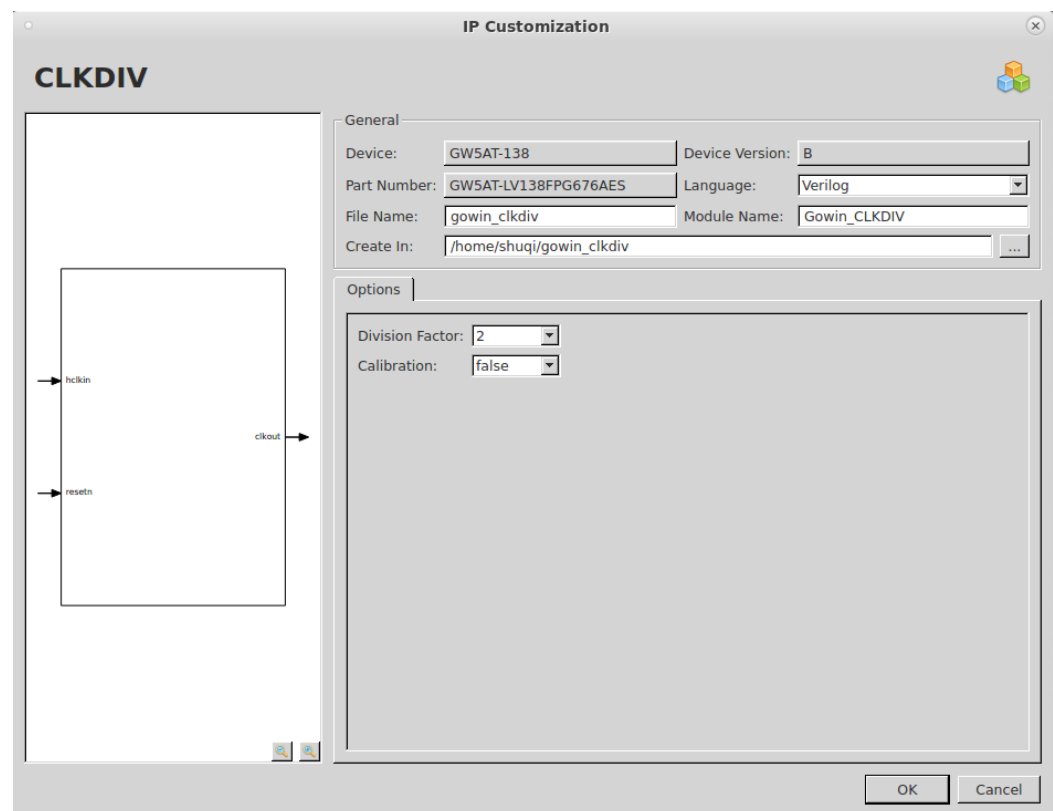 IP Customization
CLKDIV
General
Device: GW5AT-138 Device Version: B
Part Number: GW5AT-LV138FPG676AES Language: Verilog
File Name: gowin_clkdiv Module Name: Gowin_CLKDIV
Create In: /home/shuqi/gowin_clkdiv ...
Options
Division Factor: 2
Calibration: false
hclkin
clkout
resetn
OK Cancel